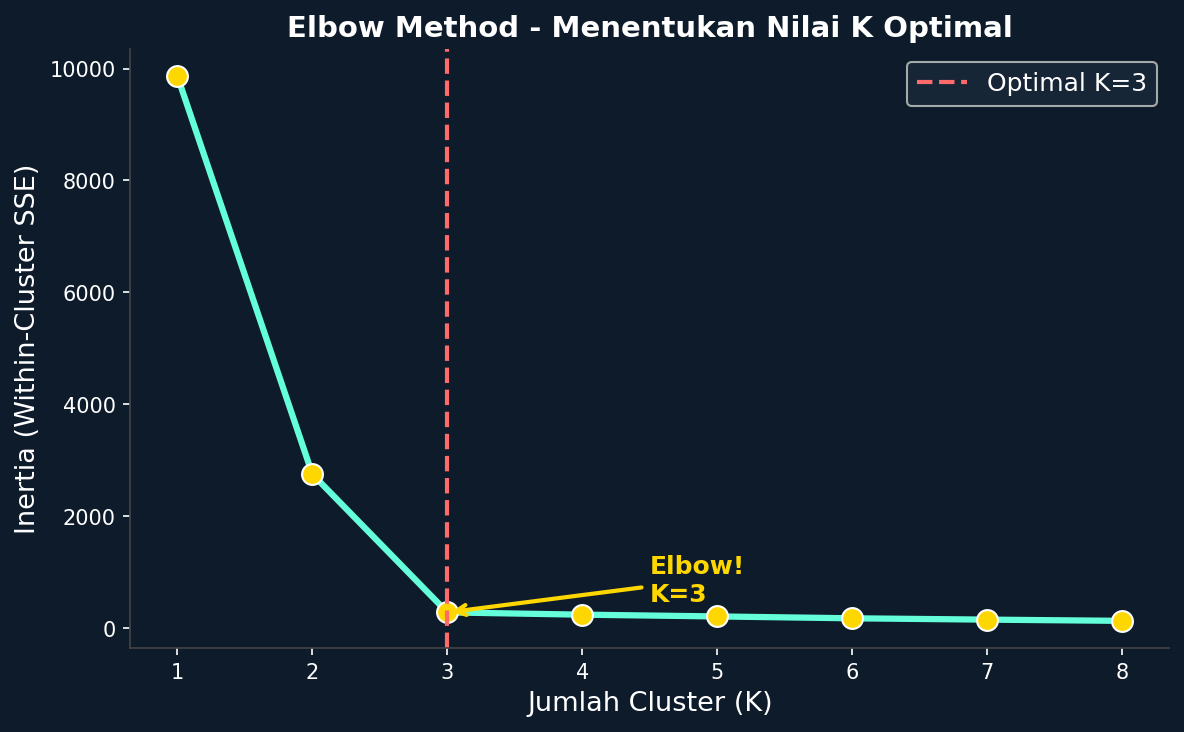 Elbow Method - Menentukan Nilai K Optimal
Optimal K=3
Inertia (Within-Cluster SSE)
10000
8000
6000
4000
2000
0
Elbow!
K=3
1 2 3 4 5 6 7 8
Jumlah Cluster (K)